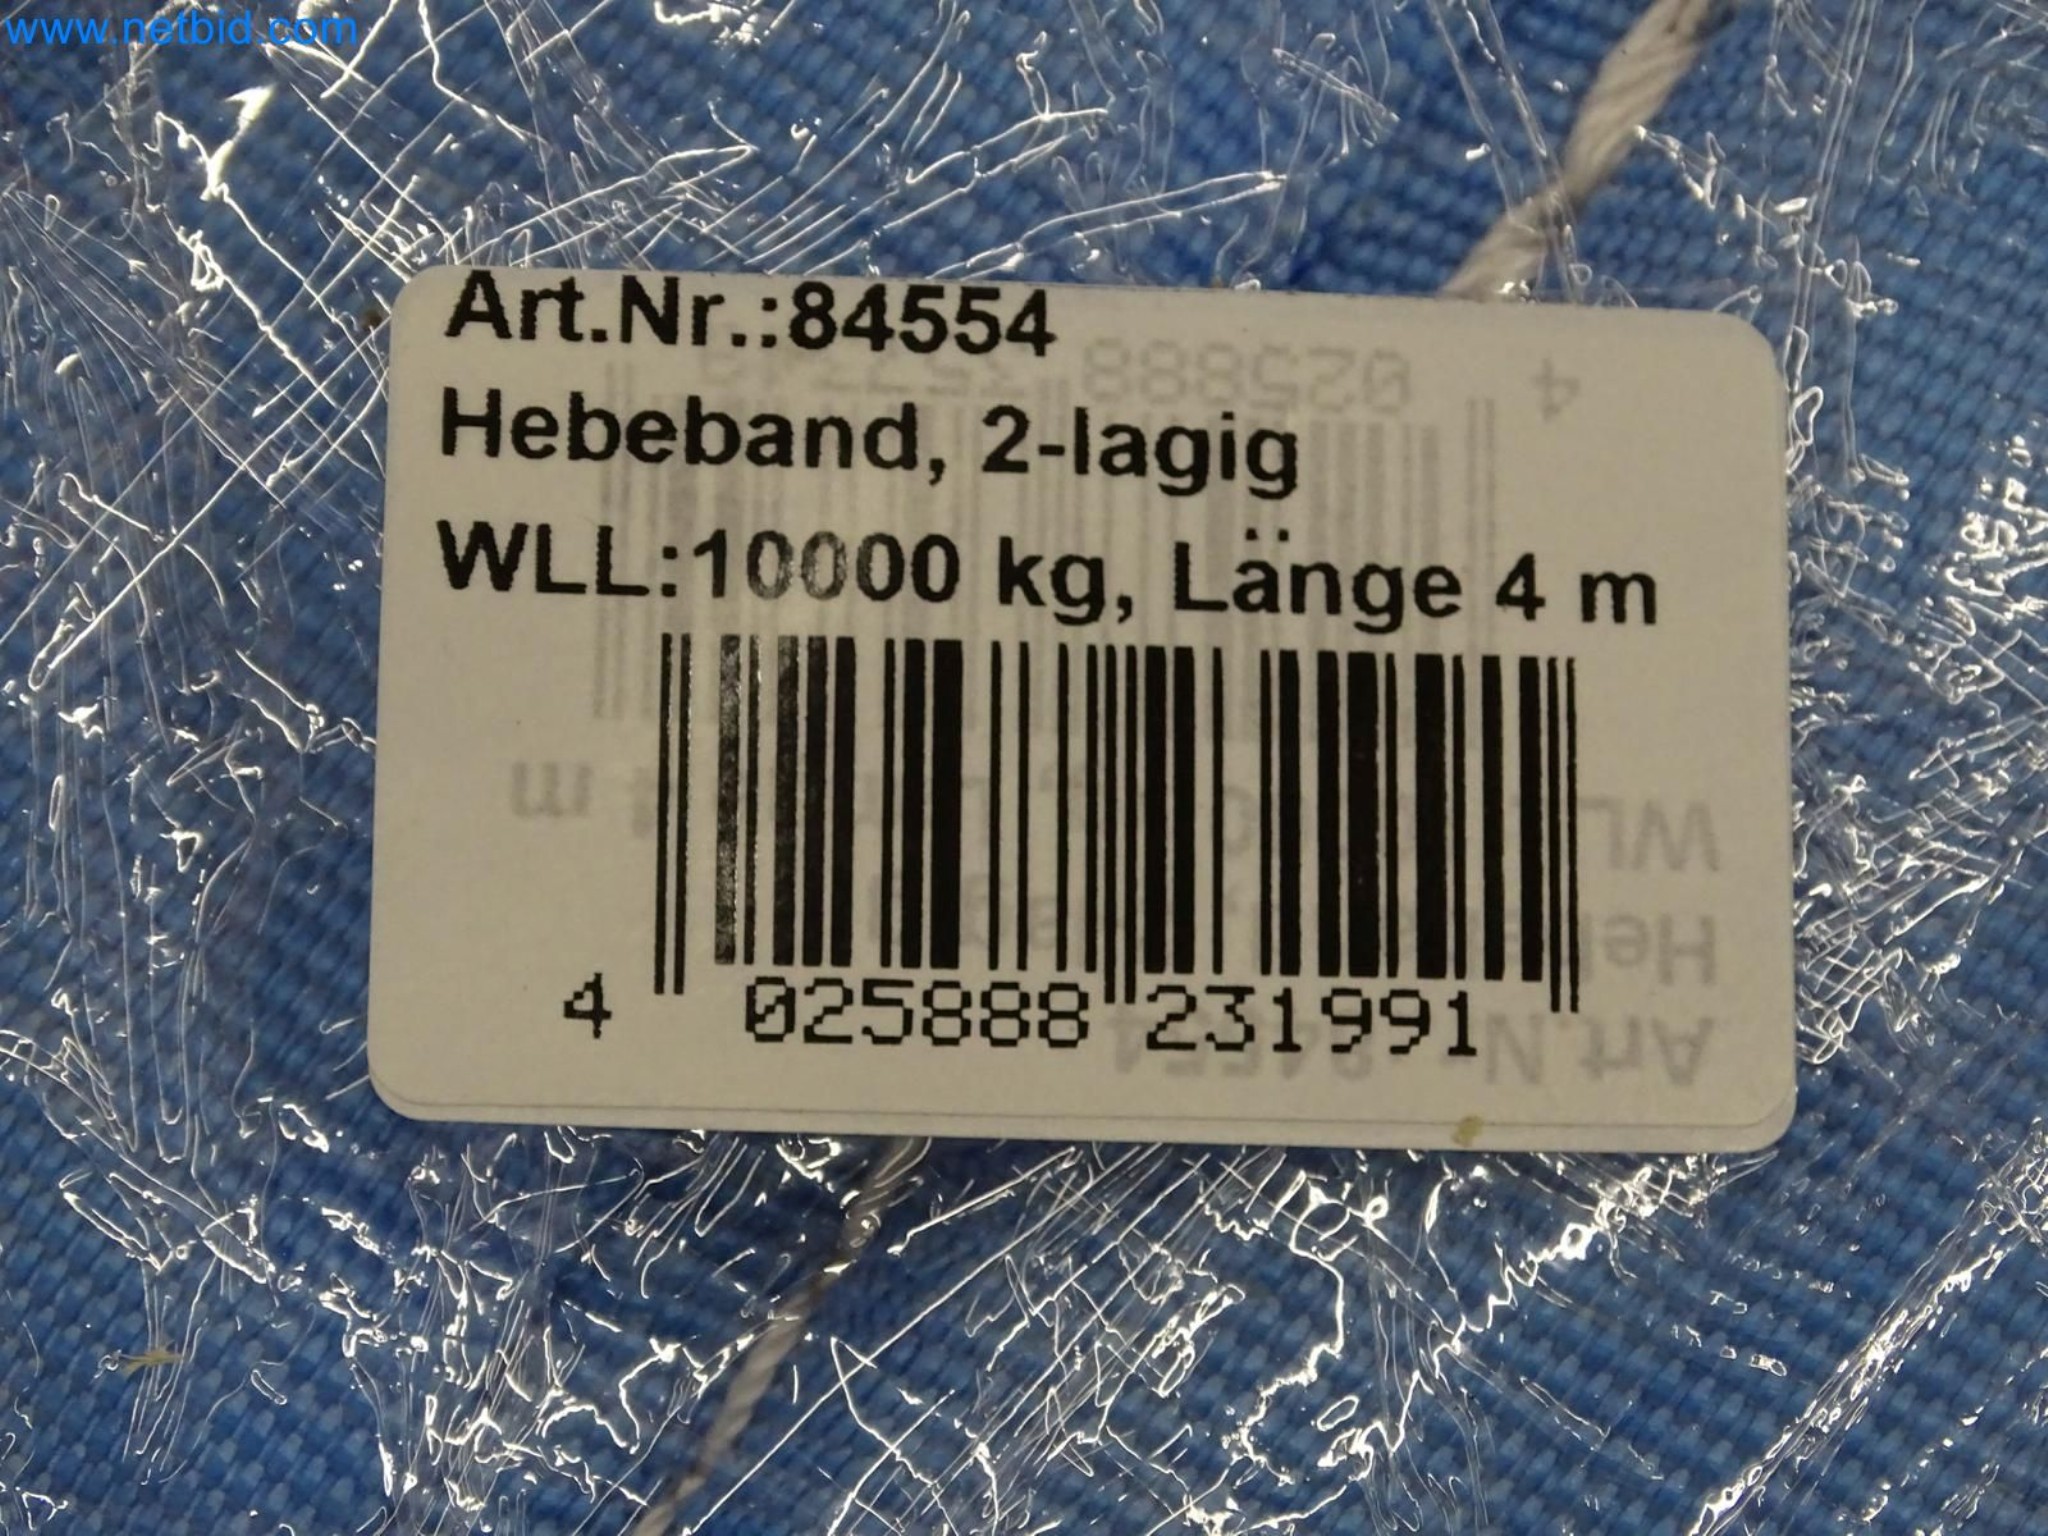 www.netbid.com
Art.Nr.:84554
Hebeband, 2-lagig
WLL:10000 kg, Länge 4 m
4 025888 231991